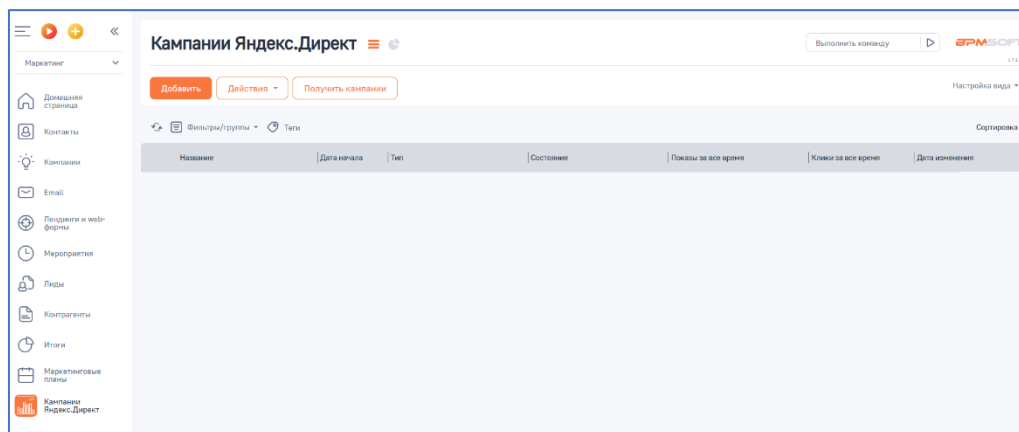 Кампании Яндекс.Директ
Выполнить команду
BPMSOFT
Маркетинг
Добавить
Действия
Получить кампании
Настройка вида
Домашняя
страница
Контакты
Кампании
Email
Лендинги и web-
формы
Мероприятия
Лиды
Контрагенты
Итоги
Маркетинговые
планы
Кампании
Яндекс.Директ
Фильтры/группы
Теги
Сортировка
Название
Дата начала
Тип
Состояние
Показы за все время
Клики за все время
Дата изменения